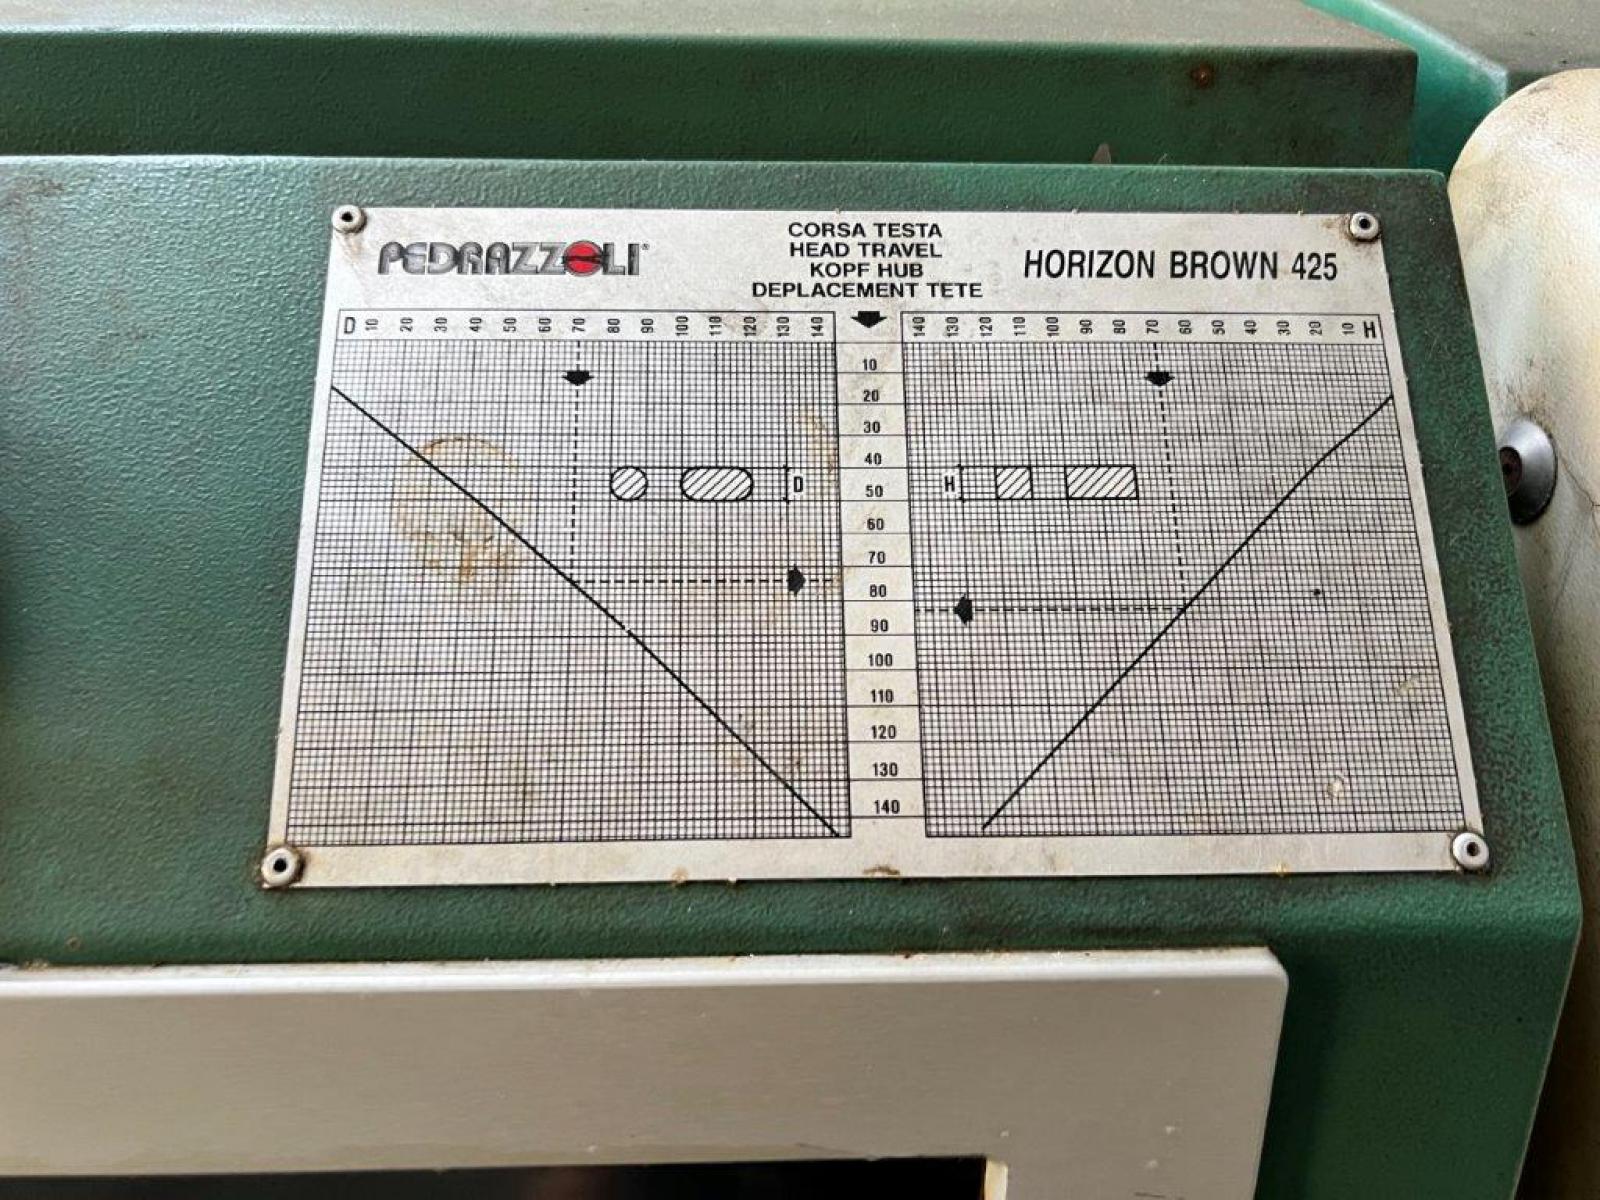 PEDRAZZOLI®
CORSA TESTA
HEAD TRAVEL
KOPF HUB
DEPLACEMENT TETE
HORIZON BROWN 425
D 10 20 30 40 50 60 70 80 90 100 110 120 130 140
140 130 120 110 100 90 80 70 60 50 40 30 20 10 H
10
20
30
40
50
60
70
80
90
100
110
120
130
140
D
H